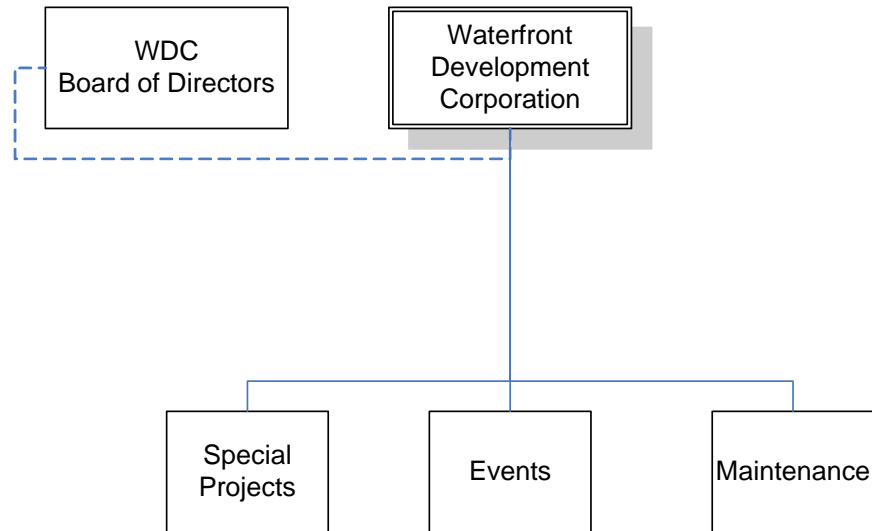 WDC
Board of Directors
Waterfront
Development
Corporation
Special
Projects
Events
Maintenance